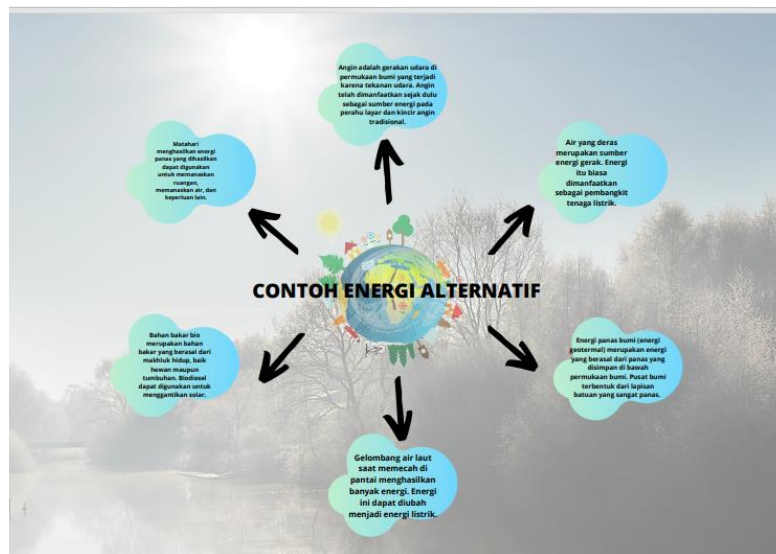 Angin adalah gerakan udara di
permukaan bumi yang terjadi
karena tekanan udara. Angin
telah dimanfaatkan sejak dulu
sebagai sumber energi pada
perahu layar dan kincir angin
tradisional.
Matahari
menghasilkan energi
panas yang dihasilkan
dapat digunakan
untuk memanaskan
ruangan,
memanaskan air, dan
keperluan lain.
Air yang deras
merupakan sumber
energi gerak. Energi
itu biasa
dimanfaatkan
sebagai pembangkit
tenaga listrik.
CONTOH ENERGI ALTERNATIF
Bahan bakar bio
merupakan bahan
bakar yang berasal dari
makhluk hidup, baik
hewan maupun
tumbuhan. Biodiesel
dapat digunakan untuk
menggantikan solar.
Energi panas bumi (energi
geotermal) merupakan energi
yang berasal dari panas yang
disimpan di bawah
permukaan bumi. Pusat bumi
terbentuk dari lapisan
batuan yang sangat panas.
Gelombang air laut
saat memecah di
pantai menghasilkan
banyak energi. Energi
ini dapat diubah
menjadi energi listrik.